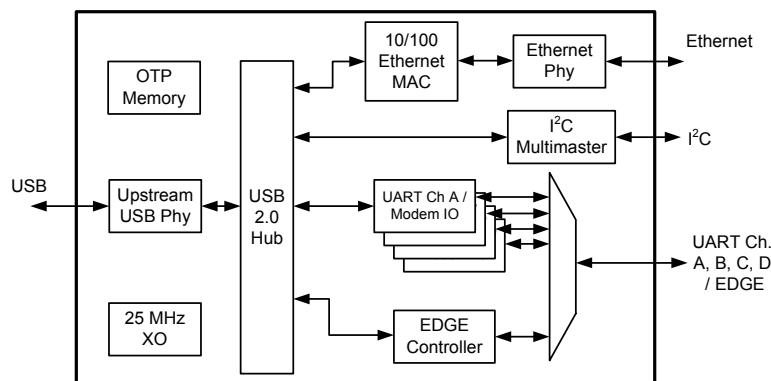 10/100
Ethernet
MAC
Ethernet
Phy
Ethernet
OTP
Memory
I²C
Multimaster
I²C
USB
Upstream
USB Phy
USB
2.0
Hub
UART Ch A /
Modem IO
UART Ch.
A, B, C, D
/ EDGE
25 MHz
XO
EDGE
Controller